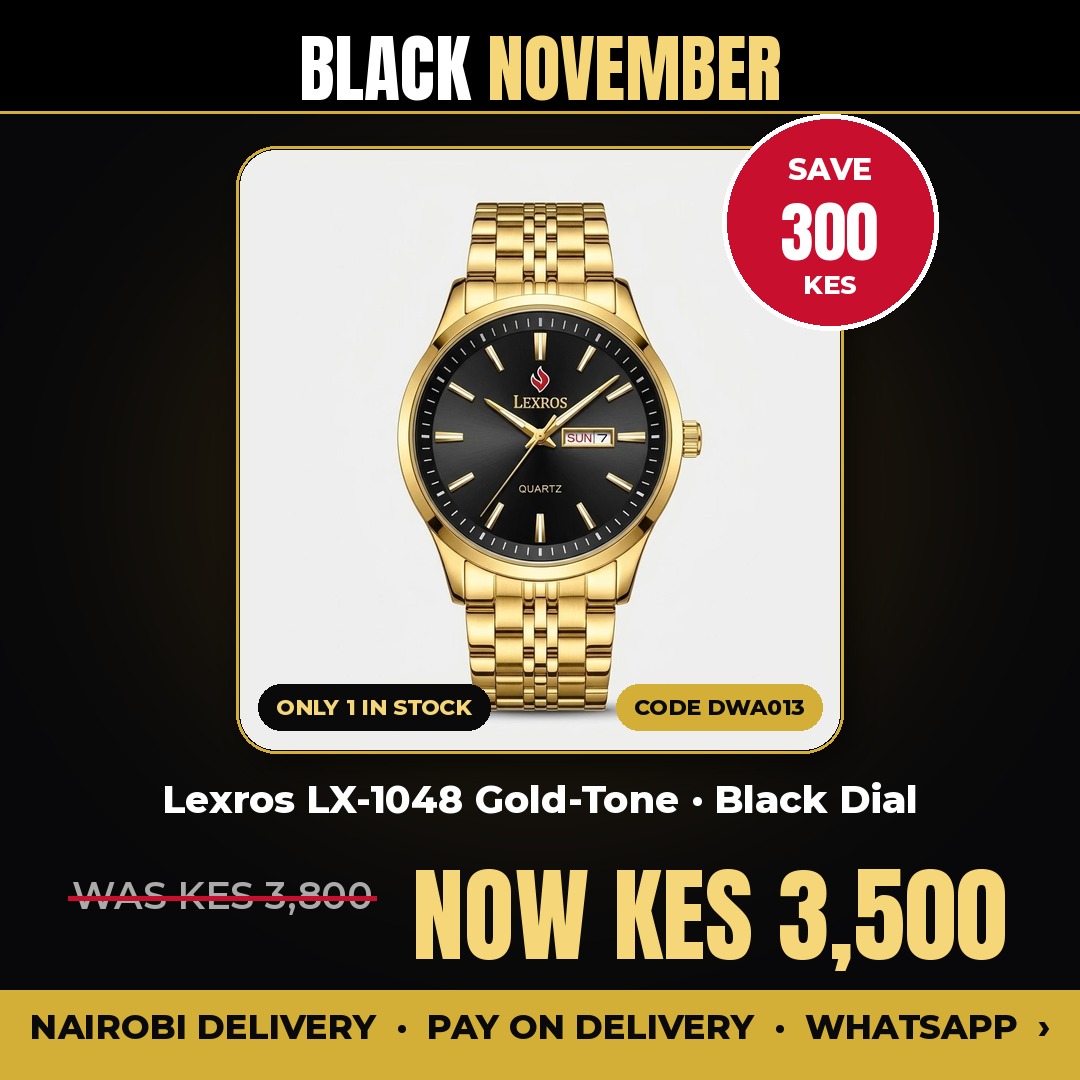 BLACK NOVEMBER
SAVE
300
KES
LEXROS
SUN 7
QUARTZ
ONLY 1 IN STOCK
CODE DWA013
Lexros LX-1048 Gold-Tone • Black Dial
WAS KES 3,800
NOW KES 3,500
NAIROBI DELIVERY • PAY ON DELIVERY • WHATSAPP ›